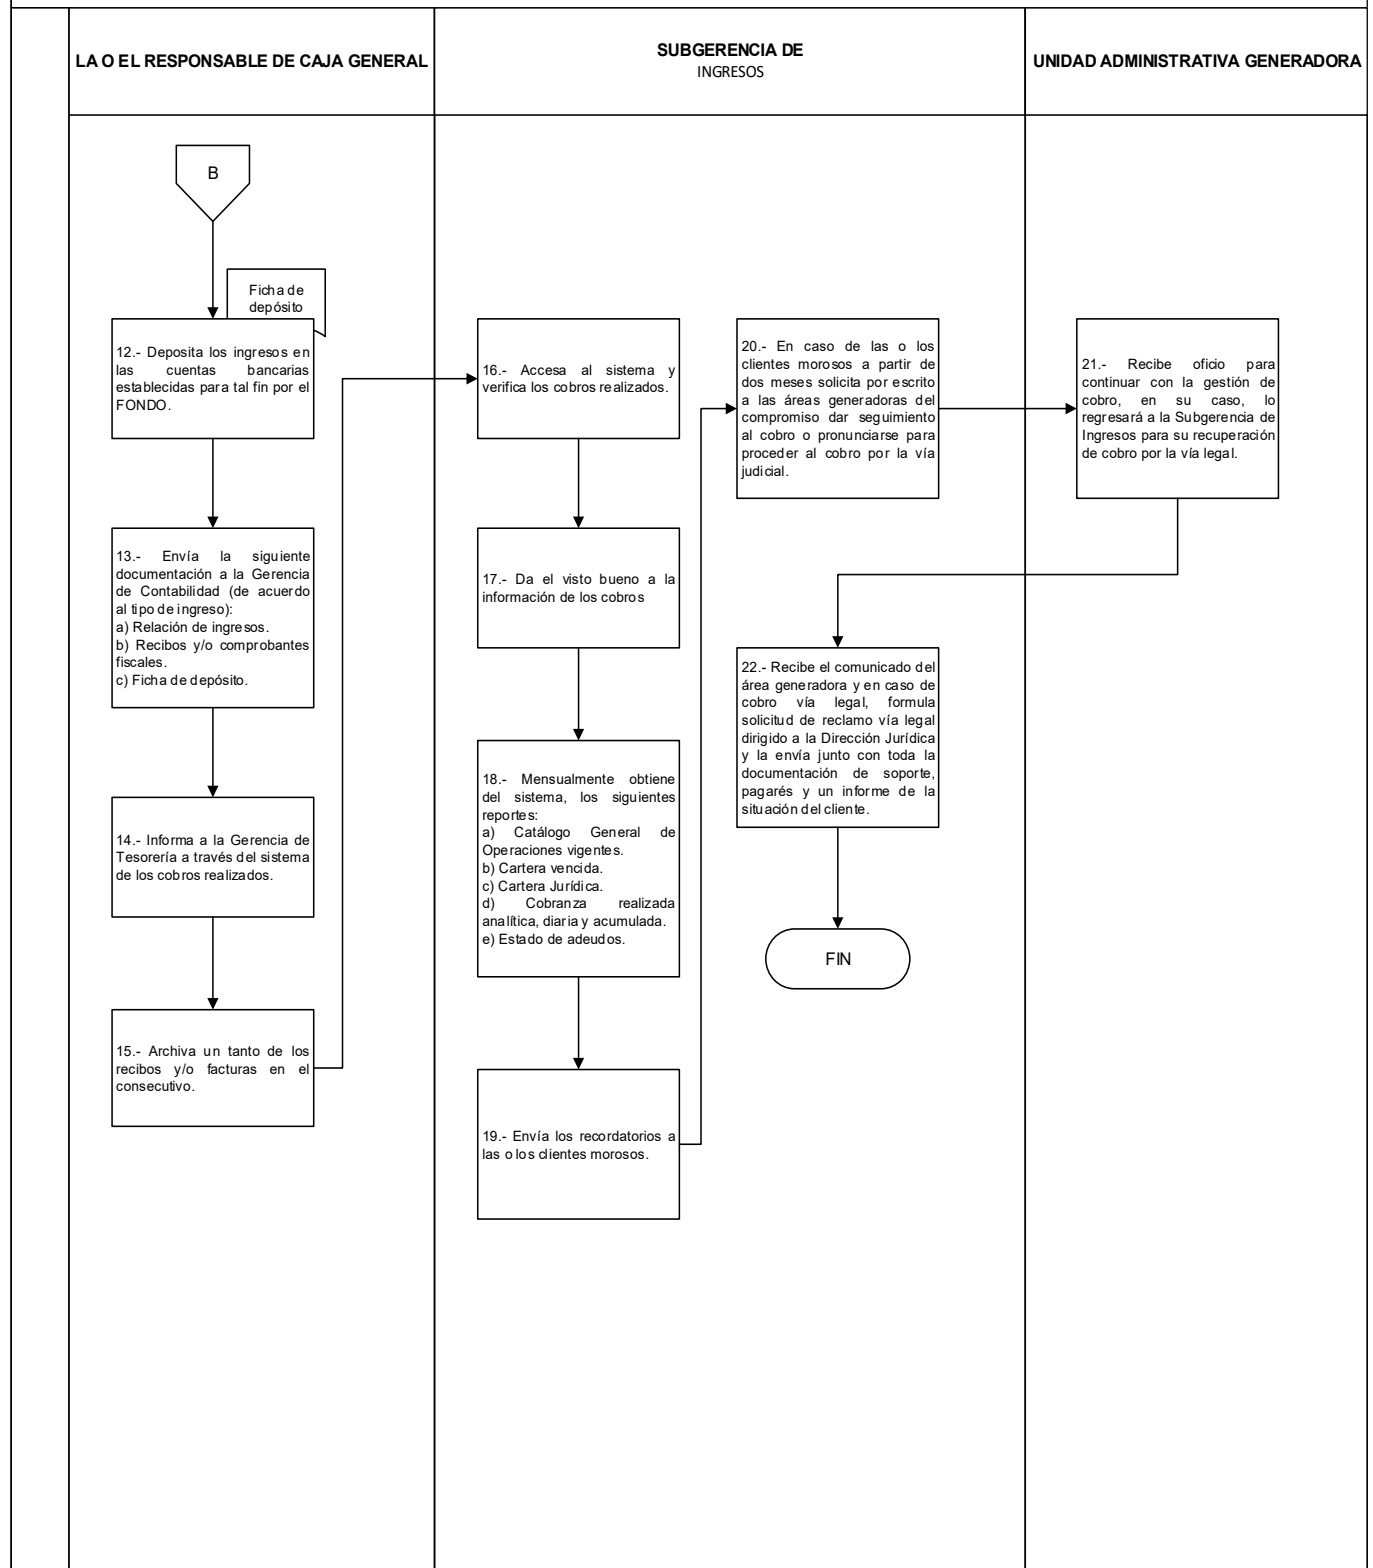 LA O EL RESPONSABLE DE CAJA GENERAL
SUBGERENCIA DE
INGRESOS
UNIDAD ADMINISTRATIVA GENERADORA
B
Ficha de
depósito
12.- Deposita los ingresos en
las cuentas bancarias
establecidas para tal fin por el
FONDO.
13.- Envía la siguiente
documentación a la Gerencia
de Contabilidad (de acuerdo
al tipo de ingreso):
a) Relación de ingresos.
b) Recibos y/o comprobantes
fiscales.
c) Ficha de depósito.
14.- Informa a la Gerencia de
Tesorería a través del sistema
de los cobros realizados.
15.- Archiva un tanto de los
recibos y/o facturas en el
consecutivo.
16.- Accesa al sistema y
verifica los cobros realizados.
17.- Da el visto bueno a la
información de los cobros
18.- Mensualmente obtiene
del sistema, los siguientes
reportes:
a) Catálogo General de
Operaciones vigentes.
b) Cartera vencida.
c) Cartera Jurídica.
d) Cobranza realizada
analítica, diaria y acumulada.
e) Estado de adeudos.
19.- Envía los recordatorios a
las o los clientes morosos.
20.- En caso de las o los
clientes morosos a partir de
dos meses solicita por escrito
a las áreas generadoras del
compromiso dar seguimiento
al cobro o pronunciarse para
proceder al cobro por la vía
judicial.
21.- Recibe oficio para
continuar con la gestión de
cobro, en su caso, lo
regresará a la Subgerencia de
Ingresos para su recuperación
de cobro por la vía legal.
22.- Recibe el comunicado del
área generadora y en caso de
cobro vía legal, formula
solicitud de reclamo vía legal
dirigido a la Dirección Jurídica
y la envía junto con toda la
documentación de soporte,
pagarés y un informe de la
situación del cliente.
FIN